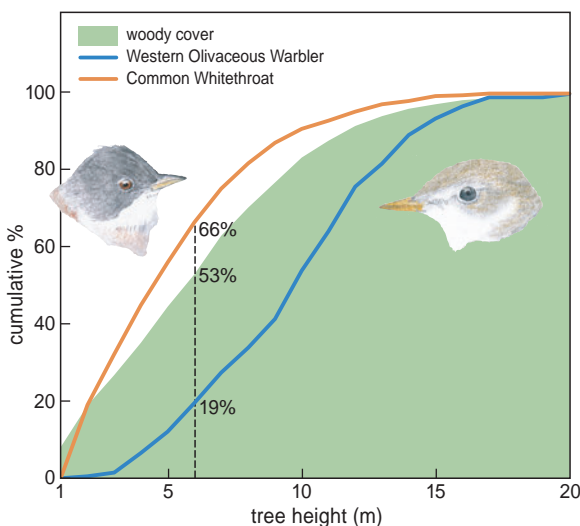 woody cover
Western Olivaceous Warbler
Common Whitethroat
100
80
60
40
20
0
cumulative %
66%
53%
19%
1
5
10
15
20
tree height (m)